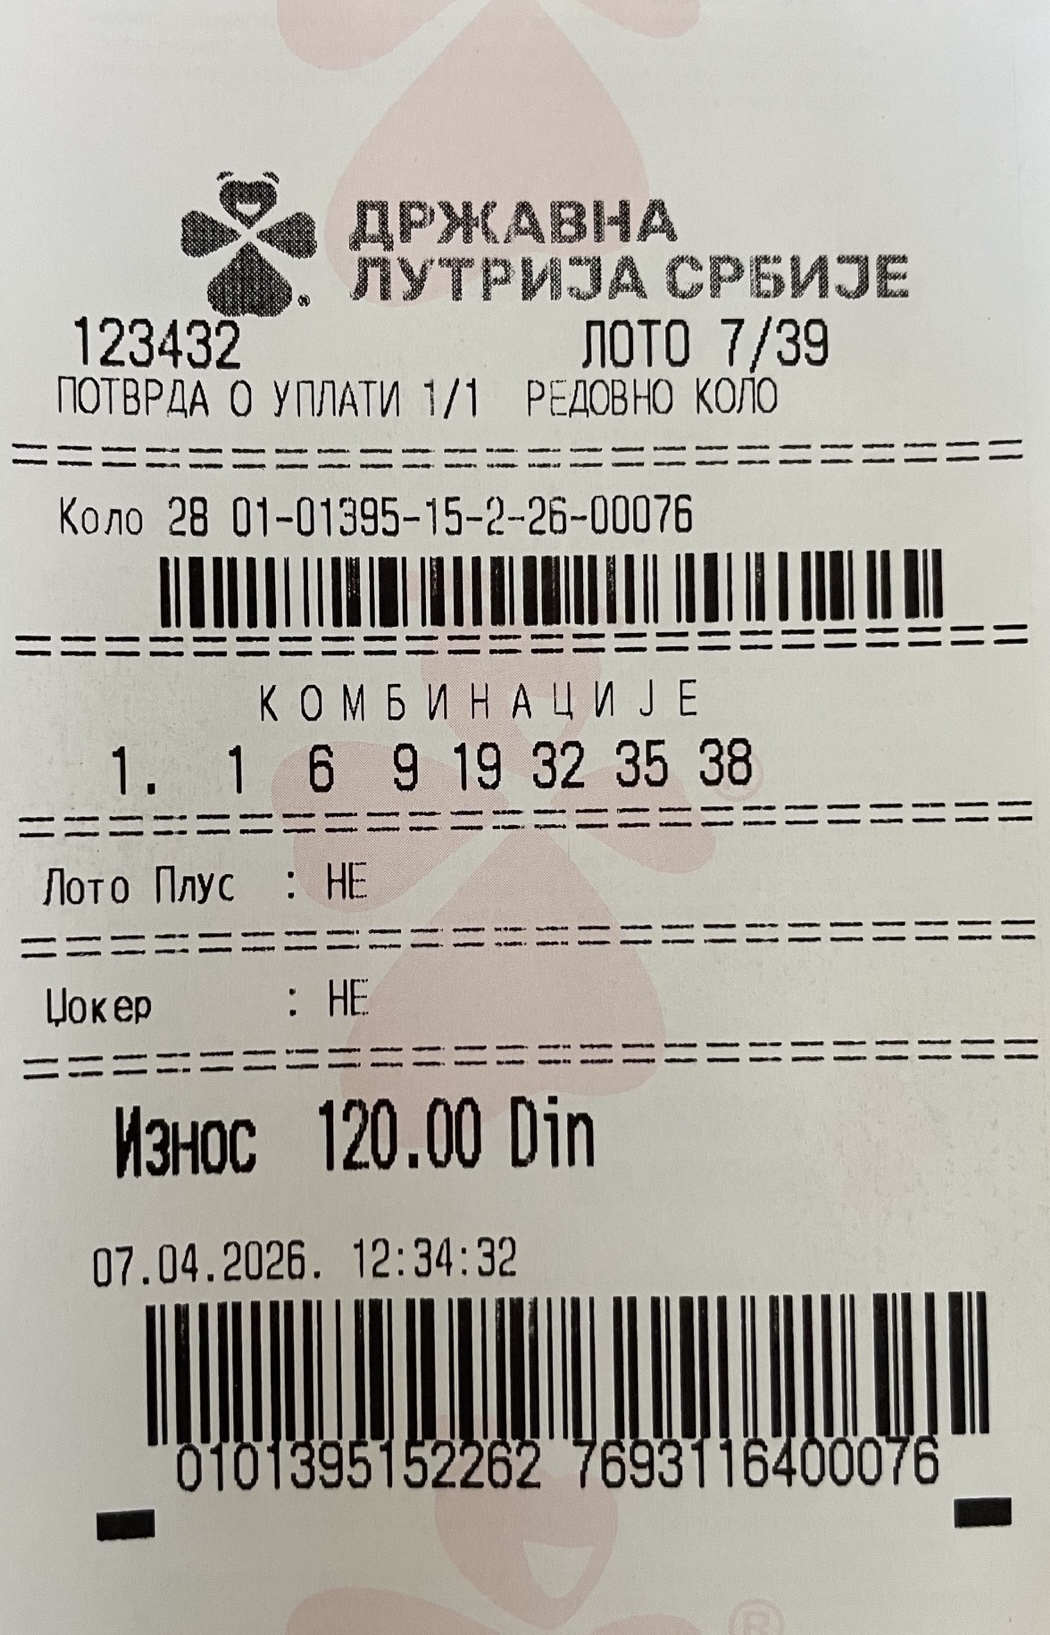 ДРЖАВНА
ЛУТРИЈА СРБИЈЕ
123432 ЛОТО 7/39
ПОТВРДА О УПЛАТИ 1/1 РЕДОВНО КОЛО
Коло 28 01-01395-15-2-26-00076
КОМБИНАЦИЈЕ
1. 1 6 9 19 32 35 38
Лото Плус : НЕ
Џокер : НЕ
Износ 120.00 Din
07.04.2026. 12:34:32
0101395152262 7693116400076